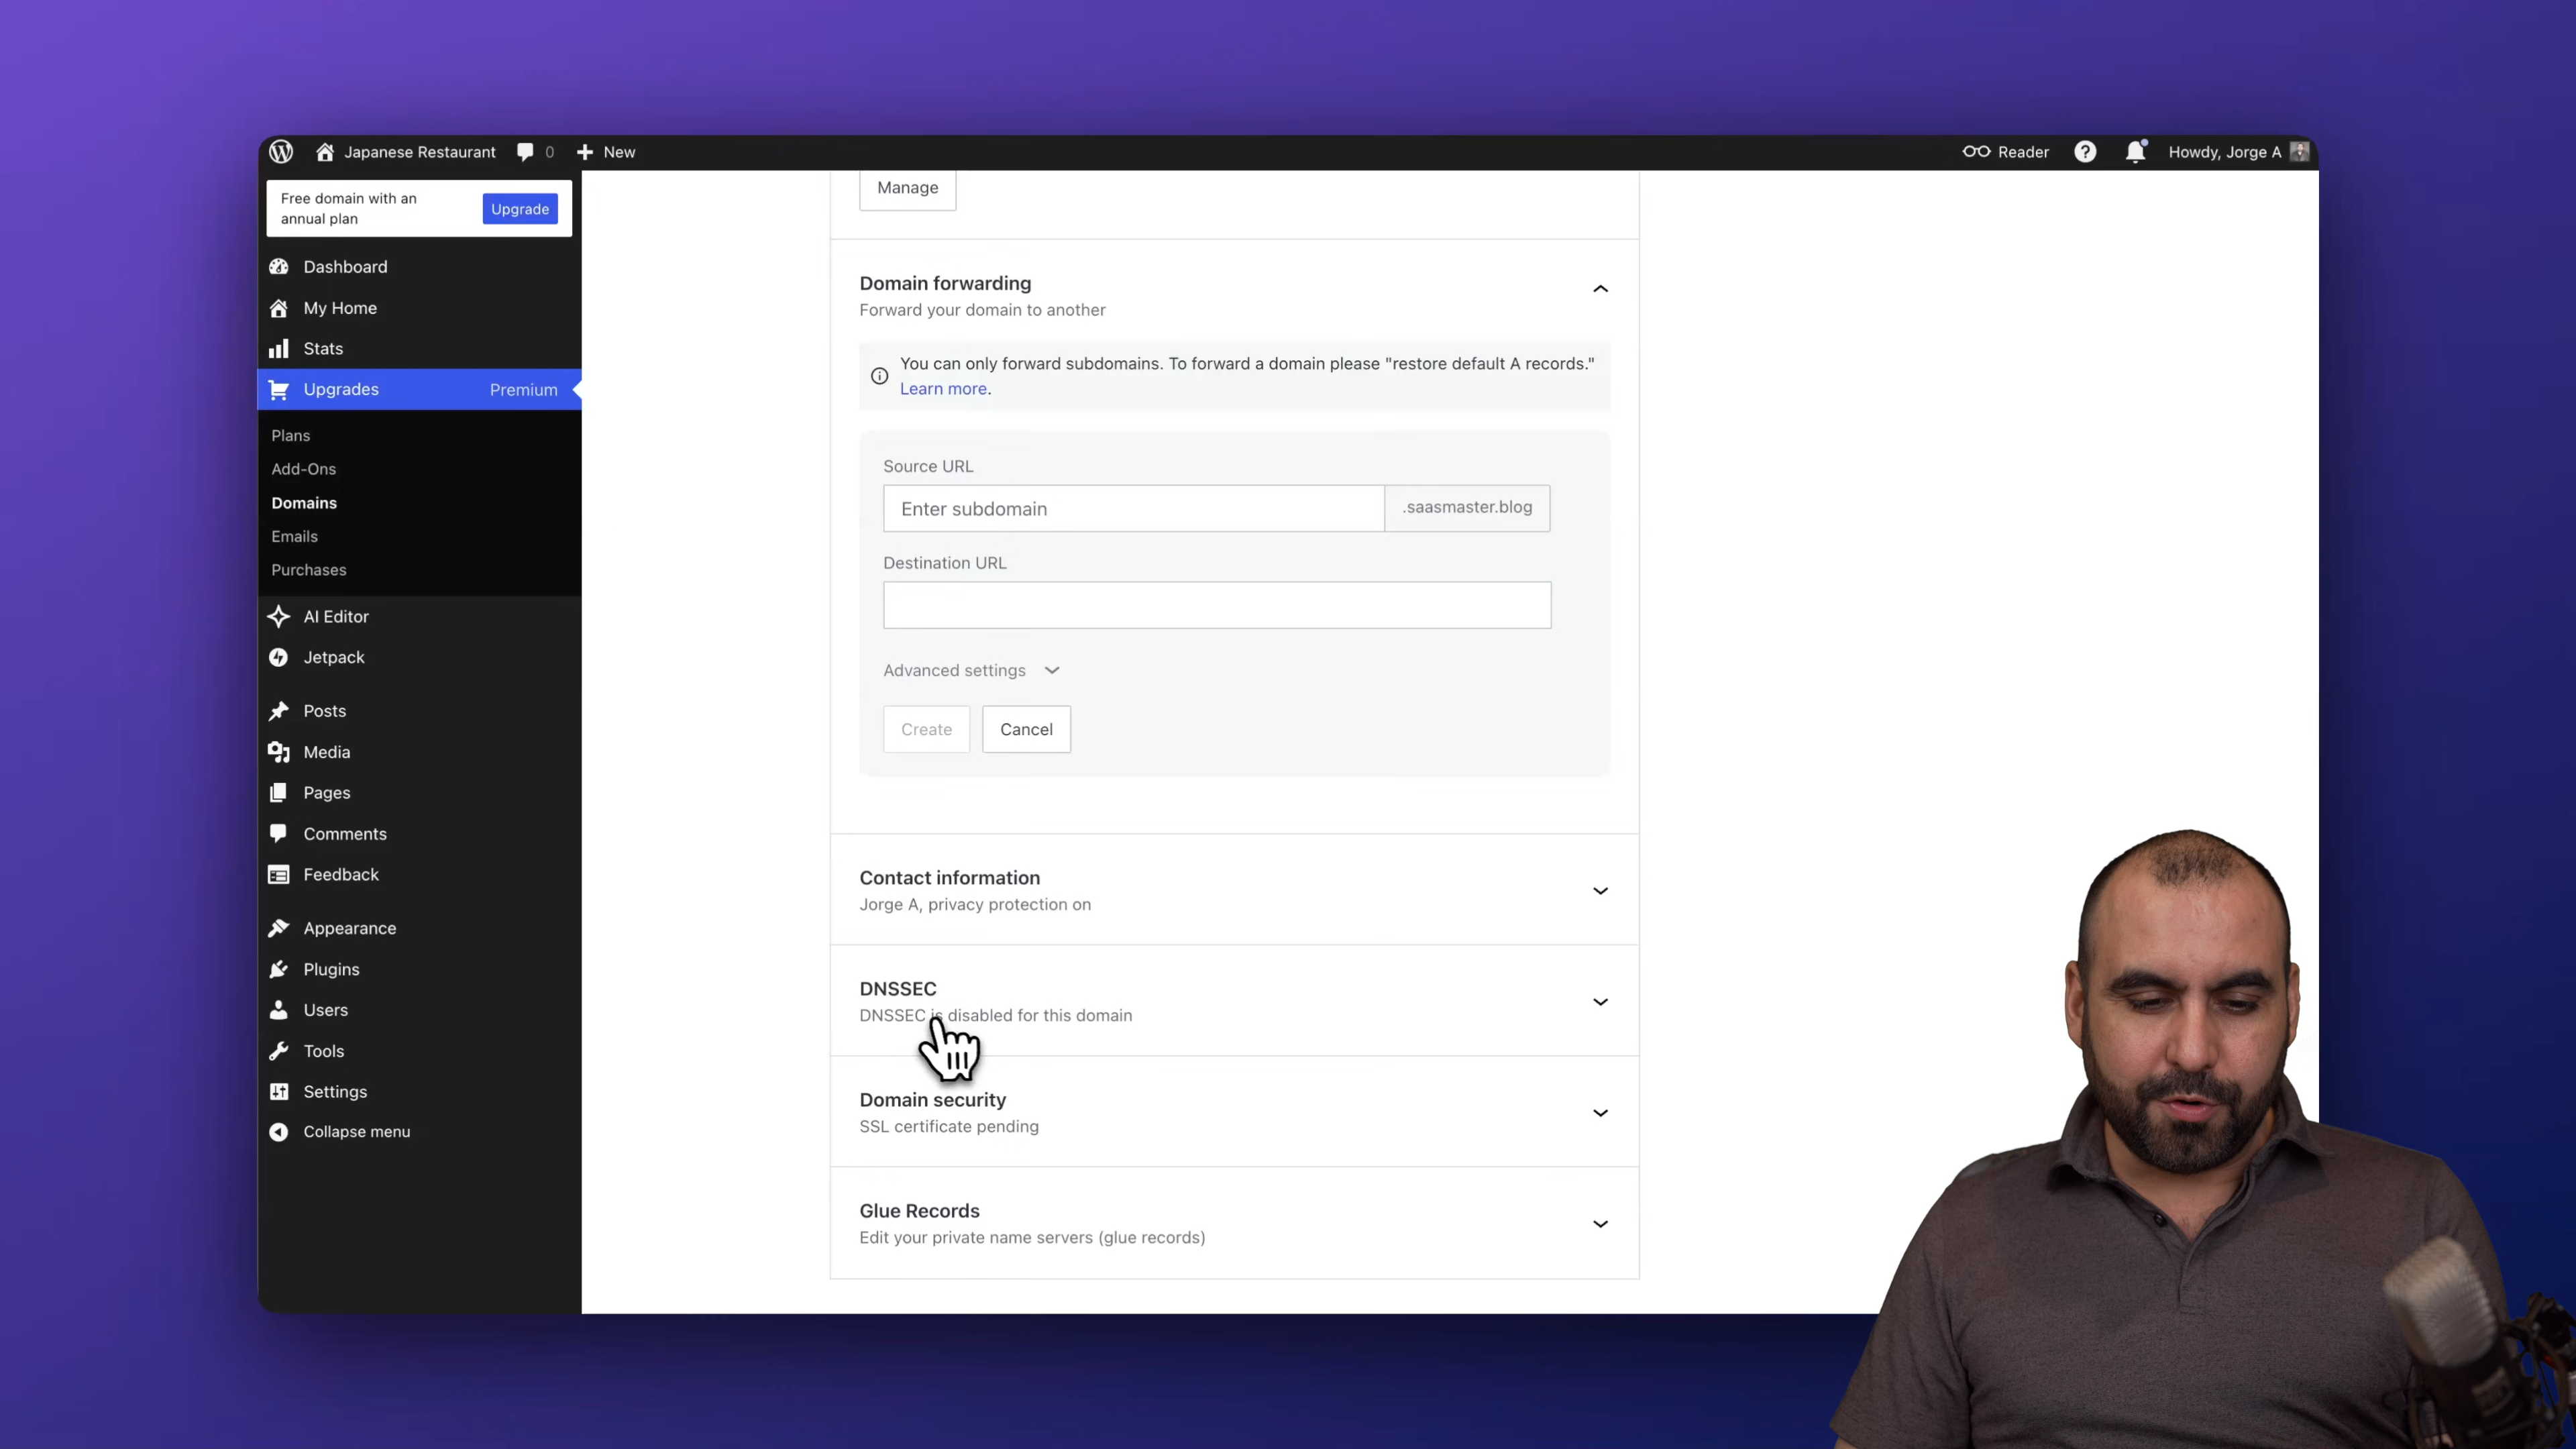 Japanese Restaurant 0 New Reader Howdy, Jorge A
Free domain with an
annual plan
Upgrade
Dashboard
My Home
Stats
Upgrades Premium
Plans
Add-Ons
Domains
Emails
Purchases
AI Editor
Jetpack
Posts
Media
Pages
Comments
Feedback
Appearance
Plugins
Users
Tools
Settings
Collapse menu
Manage
Domain forwarding
Forward your domain to another
You can only forward subdomains. To forward a domain please "restore default A records."
Learn more.
Source URL
Enter subdomain .saasmaster.blog
Destination URL
Advanced settings
Create Cancel
Contact information
Jorge A, privacy protection on
DNSSEC
DNSSEC is disabled for this domain
Domain security
SSL certificate pending
Glue Records
Edit your private name servers (glue records)